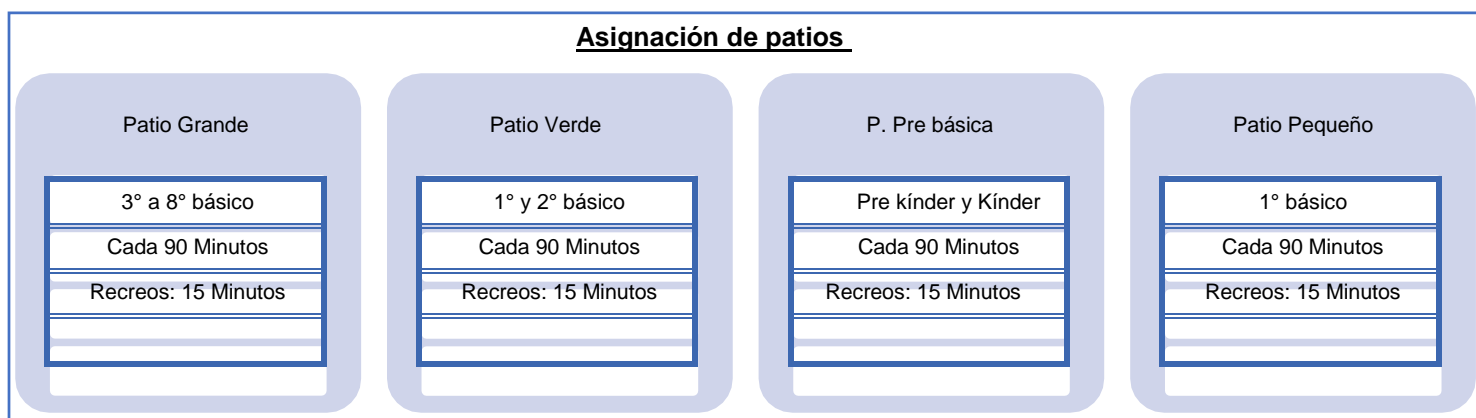 Asignación de patios
Patio Grande
3° a 8° básico
Cada 90 Minutos
Recreos: 15 Minutos
Patio Verde
1° y 2° básico
Cada 90 Minutos
Recreos: 15 Minutos
P. Pre básica
Pre kínder y Kínder
Cada 90 Minutos
Recreos: 15 Minutos
Patio Pequeño
1° básico
Cada 90 Minutos
Recreos: 15 Minutos